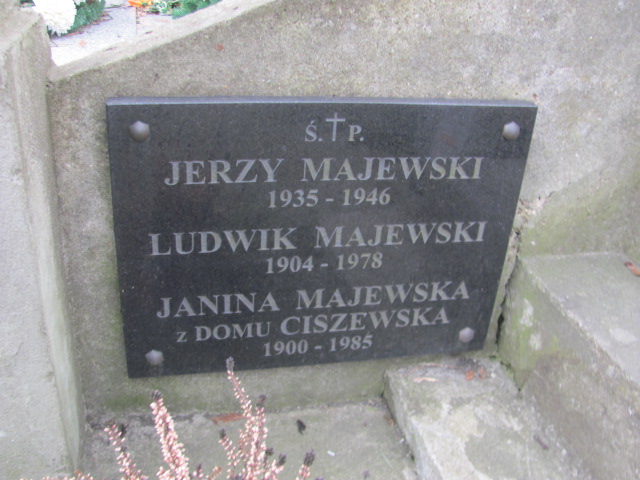 Ś.†P.
JERZY MAJEWSKI
1935 - 1946
LUDWIK MAJEWSKI
1904 - 1978
JANINA MAJEWSKA
Z DOMU CISZEWSKA
1900 - 1985